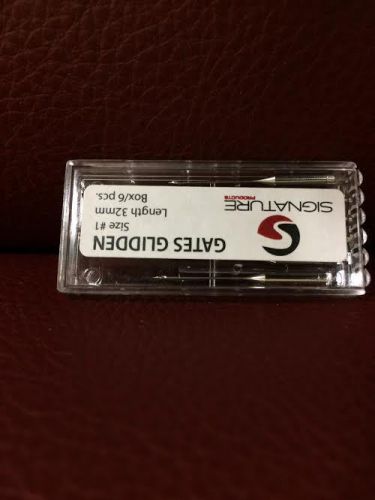 SIGNATURE
PRODUCTS
GATES GLIDDEN
Size #1
Length 32mm
Box/6 pcs.